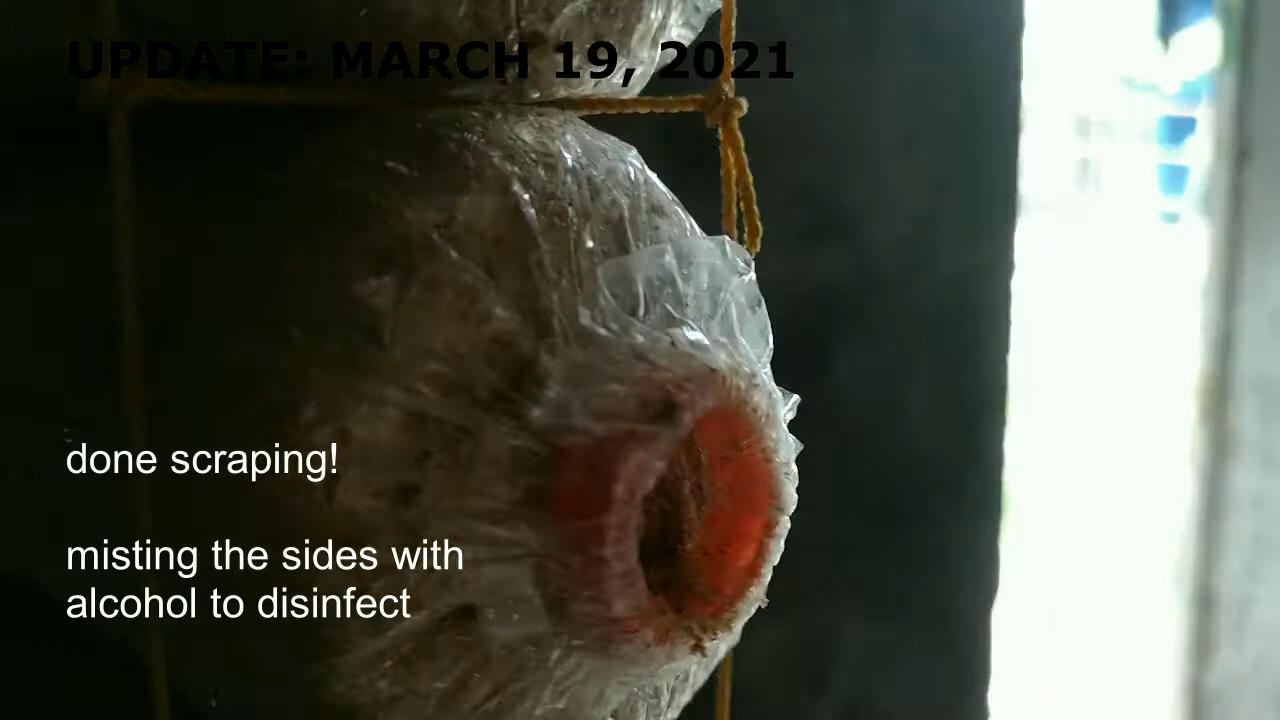 UPDATE: MARCH 19, 2021
done scraping!
misting the sides with
alcohol to disinfect